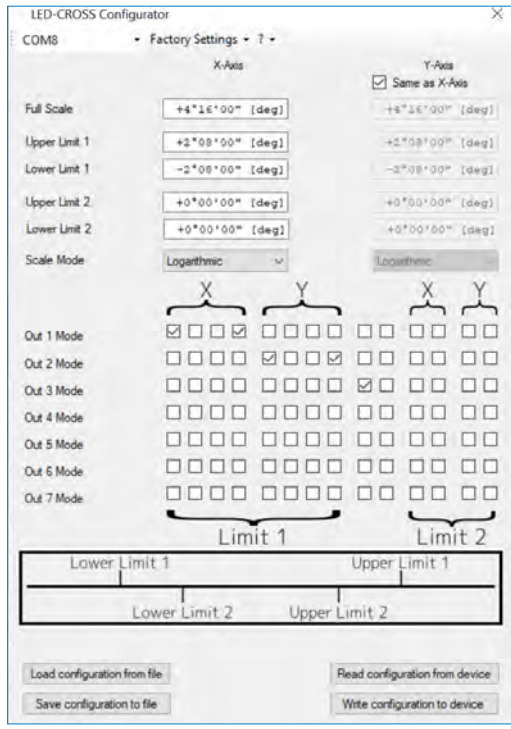 LED-CROSS Configurator
COM8 Factory Settings ?
X-Axis Y-Axis
Same as X-Axis
Full Scale +4°16'00" [deg] +4°16'00" [deg]
Upper Limit 1 +2°08'00" [deg] +2°08'00" [deg]
Lower Limit 1 -2°08'00" [deg] -2°08'00" [deg]
Upper Limit 2 +0°00'00" [deg] +0°00'00" [deg]
Lower Limit 2 +0°00'00" [deg] +0°00'00" [deg]
Scale Mode Logarithmic Logarithmic
X Y X Y
Out 1 Mode
Out 2 Mode
Out 3 Mode
Out 4 Mode
Out 5 Mode
Out 6 Mode
Out 7 Mode
Limit 1 Limit 2
Lower Limit 1 Upper Limit 1
Lower Limit 2 Upper Limit 2
Load configuration from file Read configuration from device
Save configuration to file Write configuration to device